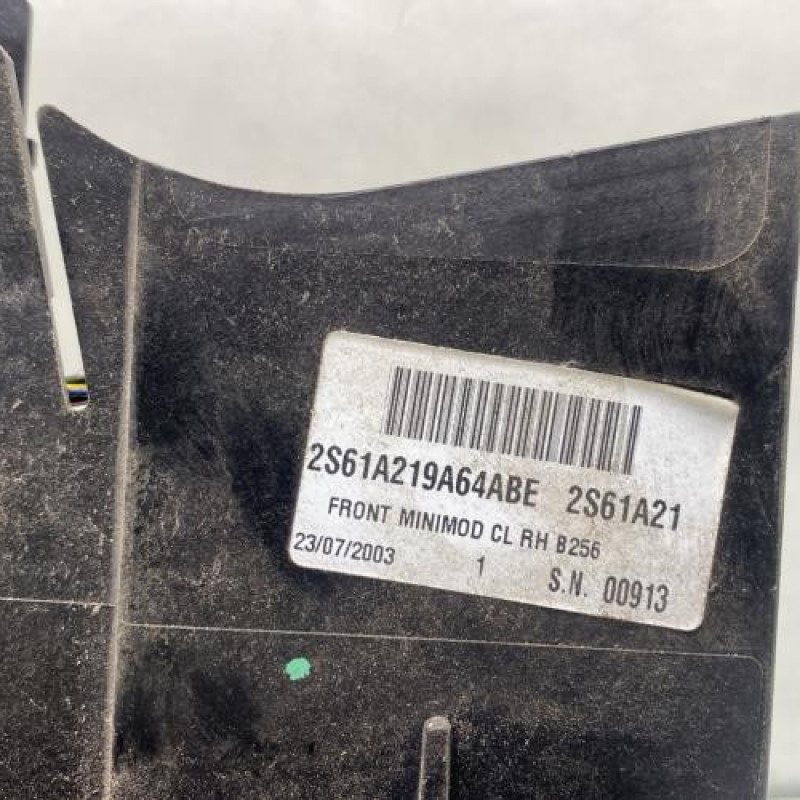 2S61A219A64ABE 2S61A21
FRONT MINIMOD CL RH B256
23/07/2003 1 S.N. 00913